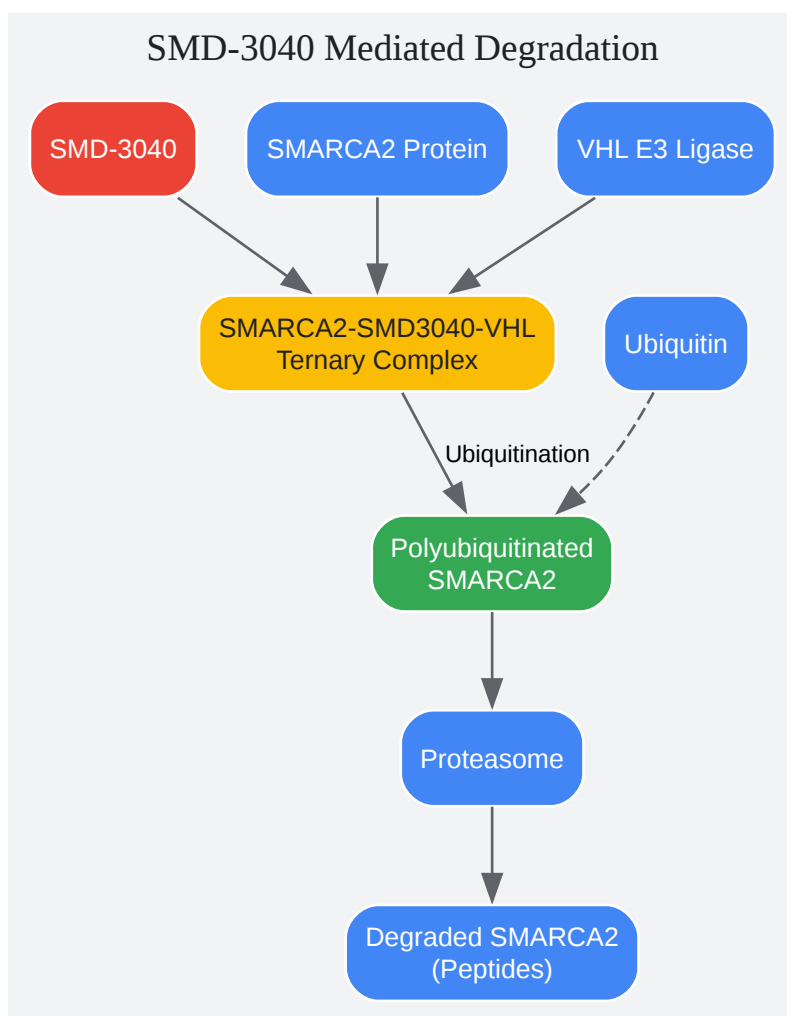 SMD-3040 Mediated Degradation
SMD-3040
SMARCA2 Protein
VHL E3 Ligase
SMARCA2-SMD3040-VHL
Ternary Complex
Ubiquitin
Ubiquitination
Polyubiquitinated
SMARCA2
Proteasome
Degraded SMARCA2
(Peptides)